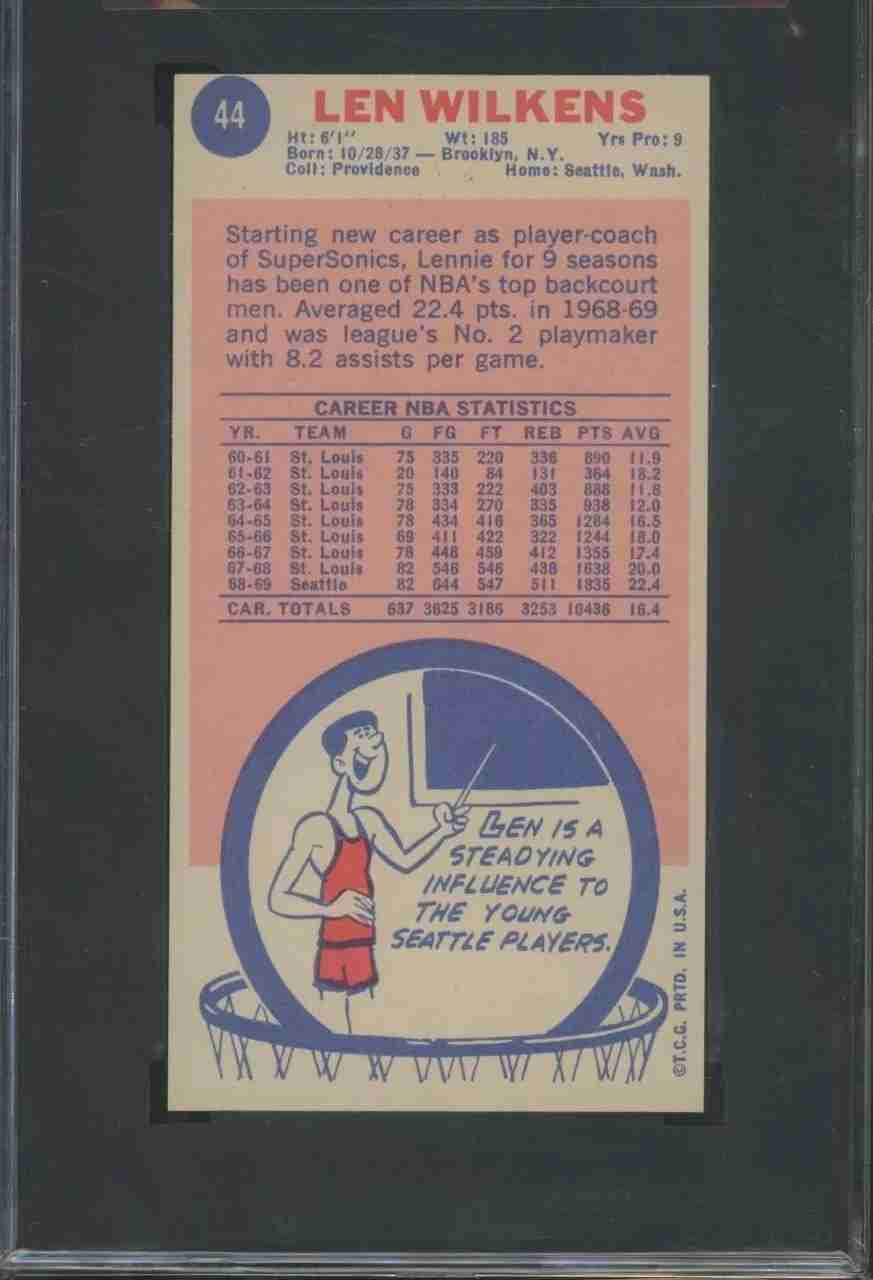 44
LEN WILKENS
Ht: 6'1" Wt: 185 Yrs Pro: 9
Born: 10/28/37 — Brooklyn, N.Y.
Coll: Providence Home: Seattle, Wash.
Starting new career as player-coach
of SuperSonics, Lennie for 9 seasons
has been one of NBA's top backcourt
men. Averaged 22.4 pts. in 1968-69
and was league's No. 2 playmaker
with 8.2 assists per game.
CAREER NBA STATISTICS
YR. TEAM G FG FT REB PTS AVG
60-61 St. Louis 75 335 220 336 890 11.9
61-62 St. Louis 20 140 84 131 364 18.2
62-63 St. Louis 75 333 222 403 888 11.8
63-64 St. Louis 78 334 270 335 938 12.0
64-65 St. Louis 78 434 416 365 1284 16.5
65-66 St. Louis 69 411 422 322 1244 18.0
66-67 St. Louis 78 448 459 412 1355 17.4
67-68 St. Louis 82 546 546 438 1638 20.0
68-69 Seattle 82 644 547 511 1835 22.4
CAR. TOTALS 637 3625 3186 3253 10436 16.4
LEN IS A
STEADYING
INFLUENCE TO
THE YOUNG
SEATTLE PLAYERS.
©T.C.G. PRTD. IN U.S.A.